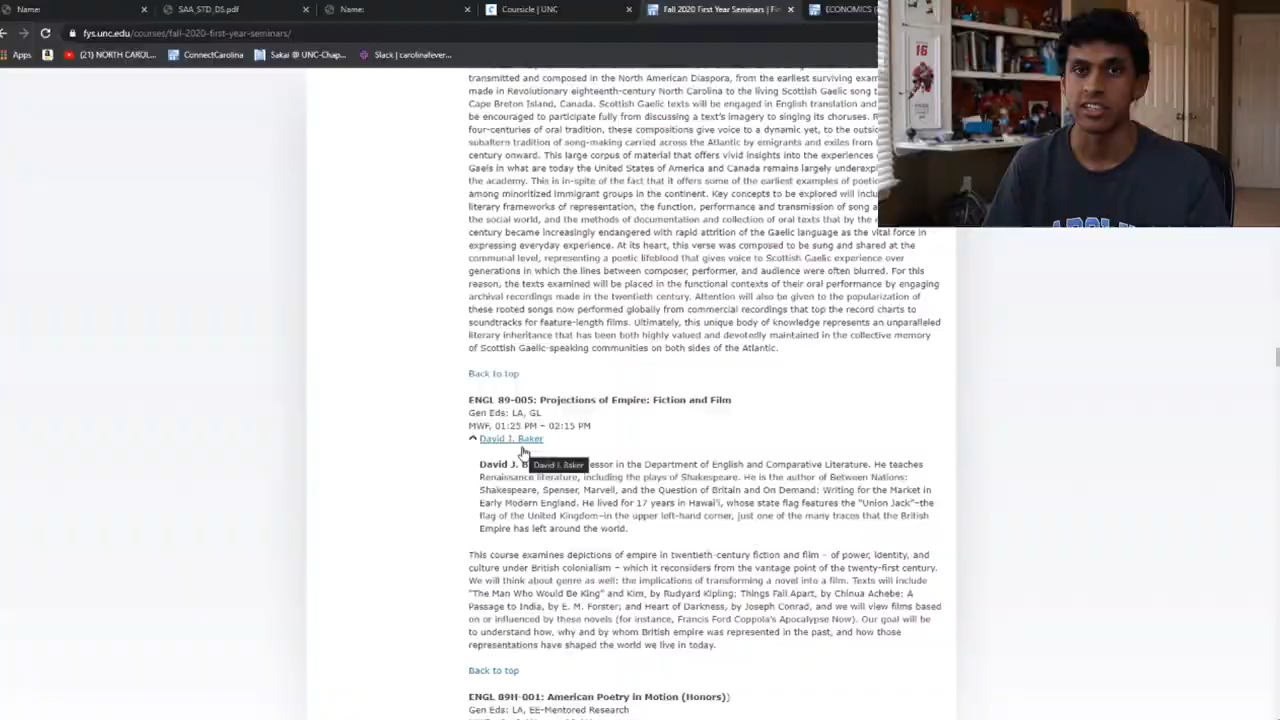 Name:
SAA_STD_DS.pdf
Name:
Coursicle | UNC
Fall 2020 First Year Seminars | Fi
ECONOMICS (
fys.unc.edu/courses/fall-2020-first-year-seminars/
Apps
(21) NORTH CAROL...
ConnectCarolina
Sakai @ UNC-Chap...
Slack | carolinafever...
16
transmitted and composed in the North American Diaspora, from the earliest surviving exam
made in Revolutionary eighteenth-century North Carolina to the living Scottish Gaelic song t
Cape Breton Island, Canada. Scottish Gaelic texts will be engaged in English translation and
be encouraged to participate fully from discussing a text's imagery to singing its choruses.
four-centuries of oral tradition, these compositions give voice to a dynamic yet, to the outsic
subaltern tradition of song-making carried across the Atlantic by emigrants and exiles from
century onward. This large corpus of material that offers vivid insights into the experiences
Gaels in what are today the United States of America and Canada remains largely underexpl
the academy. This is in-spite of the fact that it offers some of the earliest examples of poetic
among minoritized immigrant groups in the continent. Key concepts to be explored will inclu
literary frameworks of representation, the function, performance and transmission of song a
the social world, and the methods of documentation and collection of oral texts that by the
century became increasingly endangered with rapid attrition of the Gaelic language as the vital force in
expressing everyday experience. At its heart, this verse was composed to be sung and shared at the
communal level, representing a poetic lifeblood that gives voice to Scottish Gaelic experience over
generations in which the lines between composer, performer, and audience were often blurred. For this
reason, the texts examined will be placed in the functional contexts of their oral performance by engaging
archival recordings made in the twentieth century. Attention will also be given to the popularization of
these rooted songs now performed globally from commercial recordings that top the record charts to
soundtracks for feature-length films. Ultimately, this unique body of knowledge represents an unparalleled
literary inheritance that has been both highly valued and devotedly maintained in the collective memory
of Scottish Gaelic-speaking communities on both sides of the Atlantic.
Back to top
ENGL 89-005: Projections of Empire: Fiction and Film
Gen Eds: LA, GL
MWF, 01:25 PM – 02:15 PM
David J. Baker
David J. Baker
David J. B essor in the Department of English and Comparative Literature. He teaches
Renaissance literature, including the plays of Shakespeare. He is the author of Between Nations:
Shakespeare, Spenser, Marvell, and the Question of Britain and On Demand: Writing for the Market in
Early Modern England. He lived for 17 years in Hawai'i, whose state flag features the "Union Jack"–the
flag of the United Kingdom–in the upper left-hand corner, just one of the many traces that the British
Empire has left around the world.
This course examines depictions of empire in twentieth-century fiction and film – of power, identity, and
culture under British colonialism – which it reconsiders from the vantage point of the twenty-first century.
We will think about genre as well: the implications of transforming a novel into a film. Texts will include
"The Man Who Would Be King" and Kim, by Rudyard Kipling; Things Fall Apart, by Chinua Achebe; A
Passage to India, by E. M. Forster; and Heart of Darkness, by Joseph Conrad, and we will view films based
on or influenced by these novels (for instance, Francis Ford Coppola's Apocalypse Now). Our goal will be
to understand how, why and by whom British empire was represented in the past, and how those
representations have shaped the world we live in today.
Back to top
ENGL 89H-001: American Poetry in Motion (Honors))
Gen Eds: LA, EE-Mentored Research